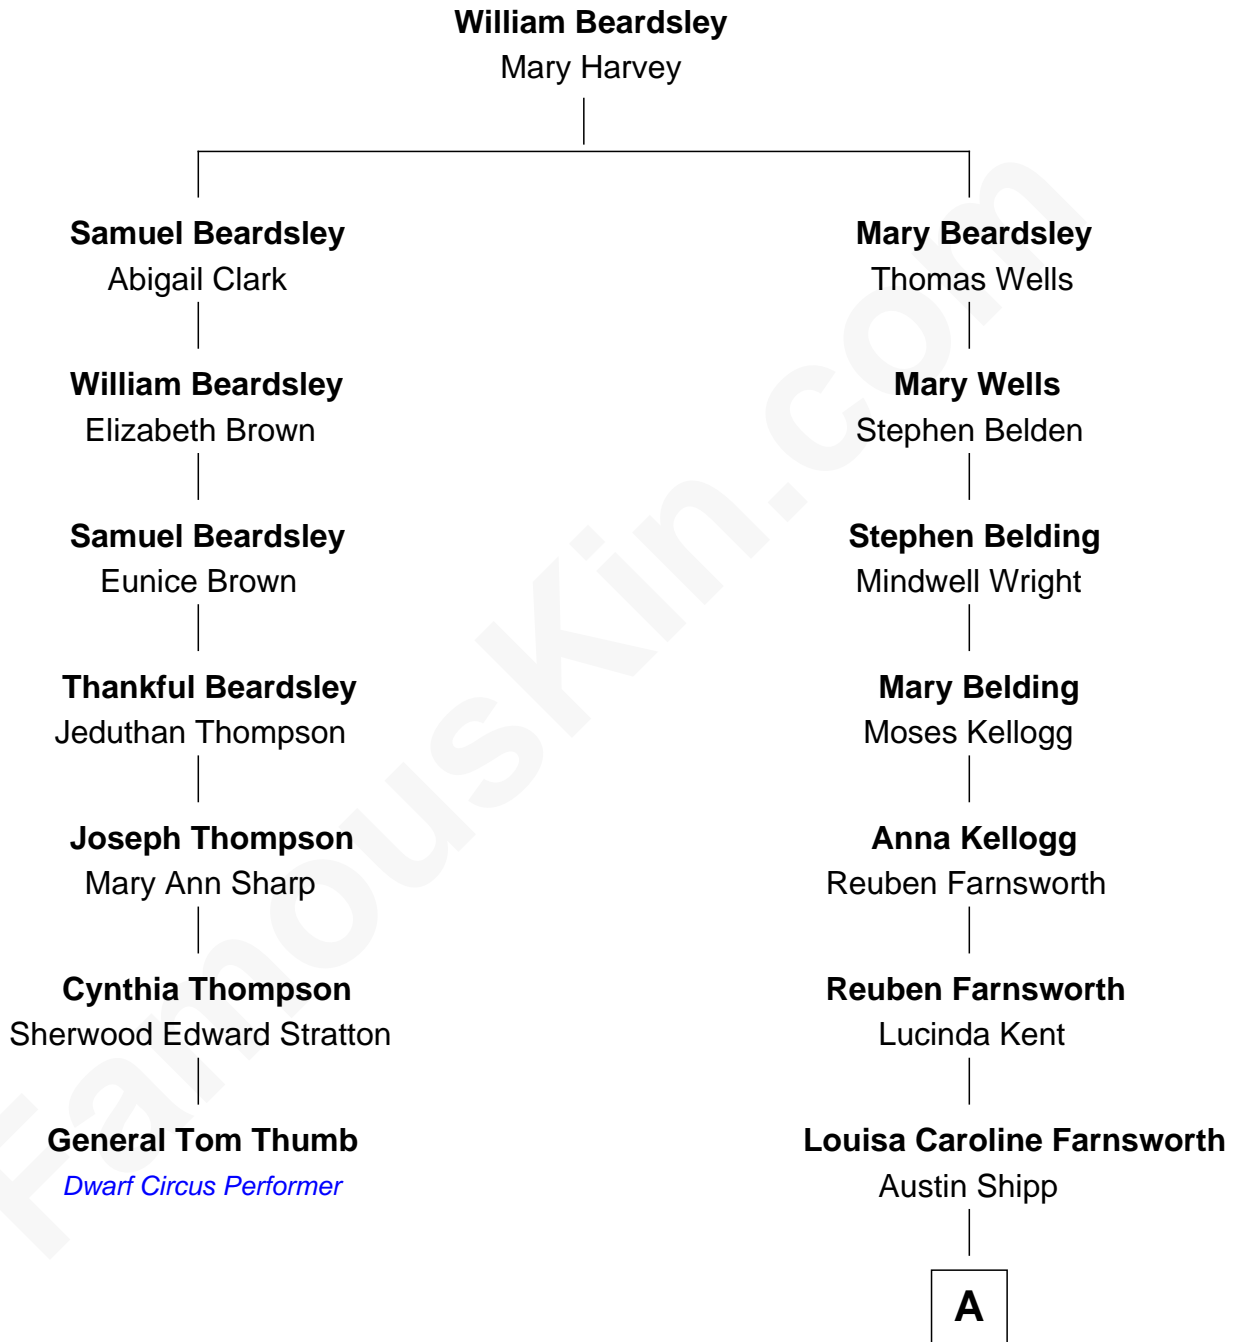 William Beardsley
Mary Harvey
Samuel Beardsley
Abigail Clark
William Beardsley
Elizabeth Brown
Samuel Beardsley
Eunice Brown
Thankful Beardsley
Jeduthan Thompson
Joseph Thompson
Mary Ann Sharp
Cynthia Thompson
Sherwood Edward Stratton
General Tom Thumb
Dwarf Circus Performer
Mary Beardsley
Thomas Wells
Mary Wells
Stephen Belden
Stephen Belding
Mindwell Wright
Mary Belding
Moses Kellogg
Anna Kellogg
Reuben Farnsworth
Reuben Farnsworth
Lucinda Kent
Louisa Caroline Farnsworth
Austin Shipp
A
FamousKin.com